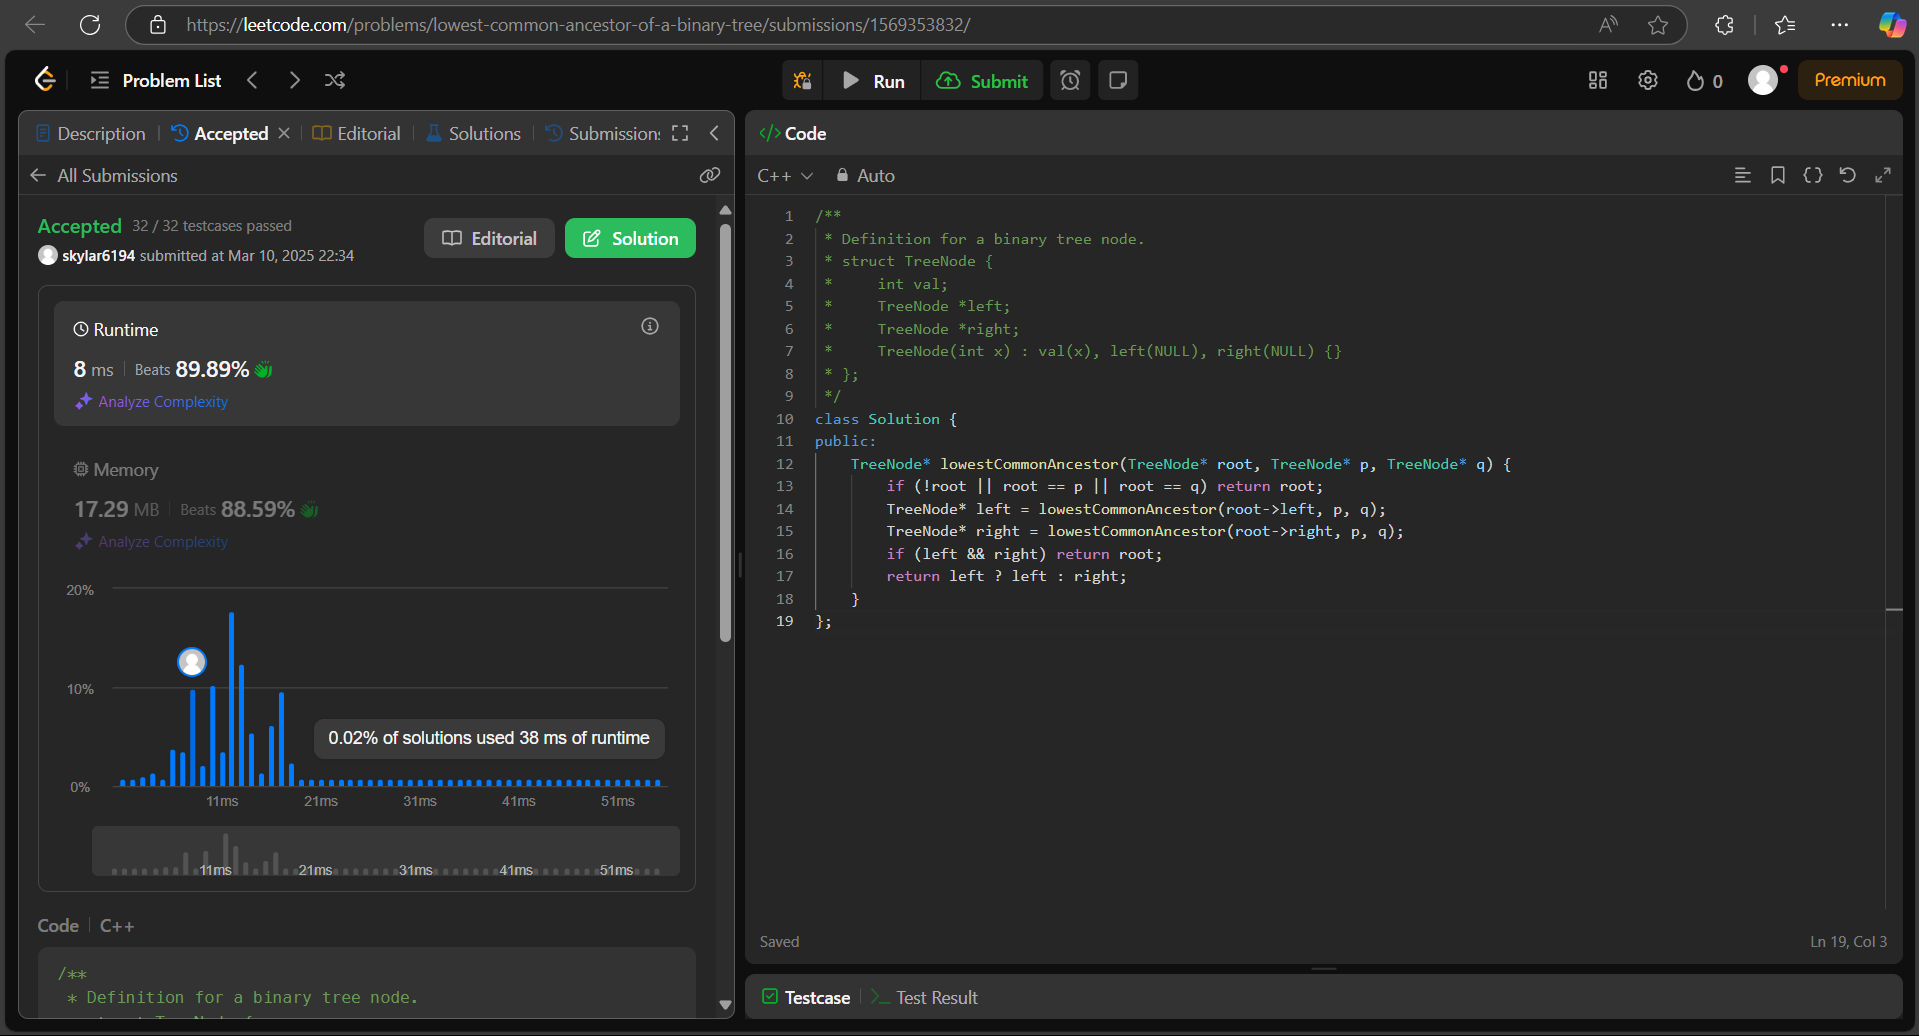 https://leetcode.com/problems/lowest-common-ancestor-of-a-binary-tree/submissions/1569353832/
Problem List
Run
Submit
0
Premium
Description
Accepted
Editorial
Solutions
Submissions
All Submissions
Accepted 32 / 32 testcases passed
skylar6194 submitted at Mar 10, 2025 22:34
Editorial
Solution
Runtime
8 ms Beats 89.89%
Analyze Complexity
Memory
17.29 MB Beats 88.59%
Analyze Complexity
20%
10%
0%
0.02% of solutions used 38 ms of runtime
11ms 21ms 31ms 41ms 51ms
11ms 21ms 31ms 41ms 51ms
Code C++
/**
* Definition for a binary tree node.
</> Code
C++ Auto
1 /**
2 * Definition for a binary tree node.
3 * struct TreeNode {
4 * int val;
5 * TreeNode *left;
6 * TreeNode *right;
7 * TreeNode(int x) : val(x), left(NULL), right(NULL) {}
8 * };
9 */
10 class Solution {
11 public:
12 TreeNode* lowestCommonAncestor(TreeNode* root, TreeNode* p, TreeNode* q) {
13 if (!root || root == p || root == q) return root;
14 TreeNode* left = lowestCommonAncestor(root->left, p, q);
15 TreeNode* right = lowestCommonAncestor(root->right, p, q);
16 if (left && right) return root;
17 return left ? left : right;
18 }
19 };
Saved
Ln 19, Col 3
Testcase
Test Result